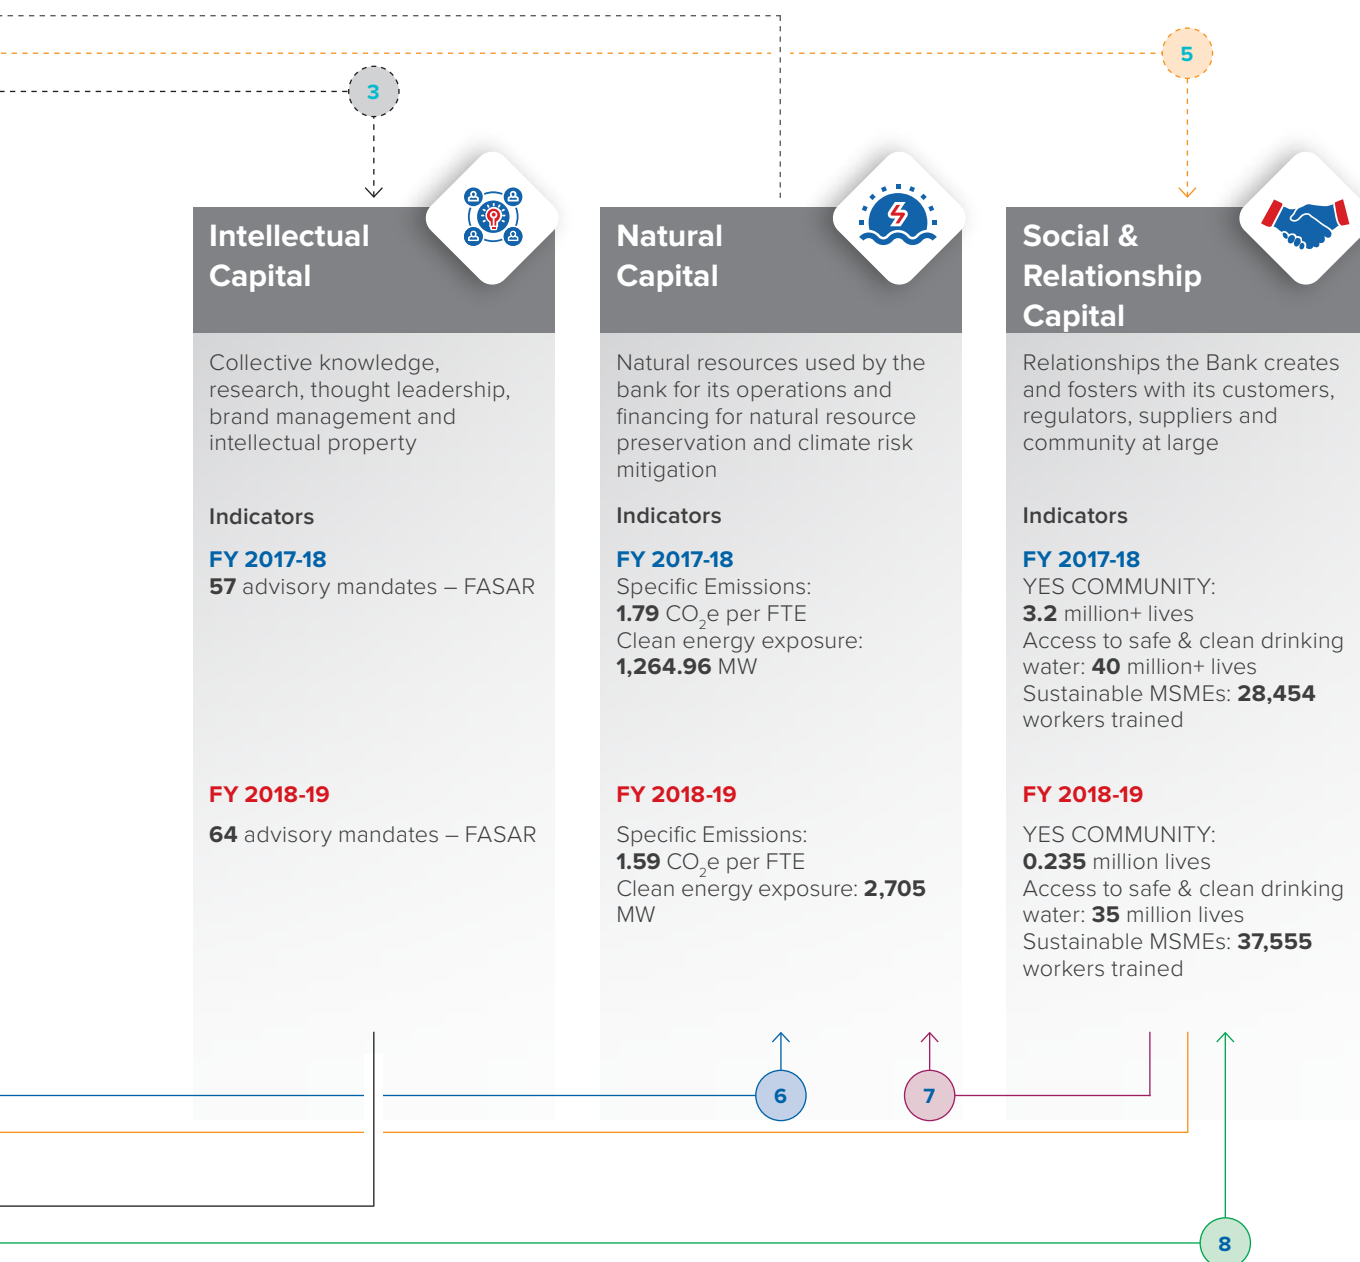 5
3
Intellectual
Capital
Collective knowledge,
research, thought leadership,
brand management and
intellectual property
Indicators
FY 2017-18
57 advisory mandates – FASAR
FY 2018-19
64 advisory mandates – FASAR
Natural
Capital
Natural resources used by the
bank for its operations and
financing for natural resource
preservation and climate risk
mitigation
Indicators
FY 2017-18
Specific Emissions:
1.79 CO₂e per FTE
Clean energy exposure:
1,264.96 MW
FY 2018-19
Specific Emissions:
1.59 CO₂e per FTE
Clean energy exposure: 2,705
MW
Social &
Relationship
Capital
Relationships the Bank creates
and fosters with its customers,
regulators, suppliers and
community at large
Indicators
FY 2017-18
YES COMMUNITY:
3.2 million+ lives
Access to safe & clean drinking
water: 40 million+ lives
Sustainable MSMEs: 28,454
workers trained
FY 2018-19
YES COMMUNITY:
0.235 million lives
Access to safe & clean drinking
water: 35 million lives
Sustainable MSMEs: 37,555
workers trained
6
7
8